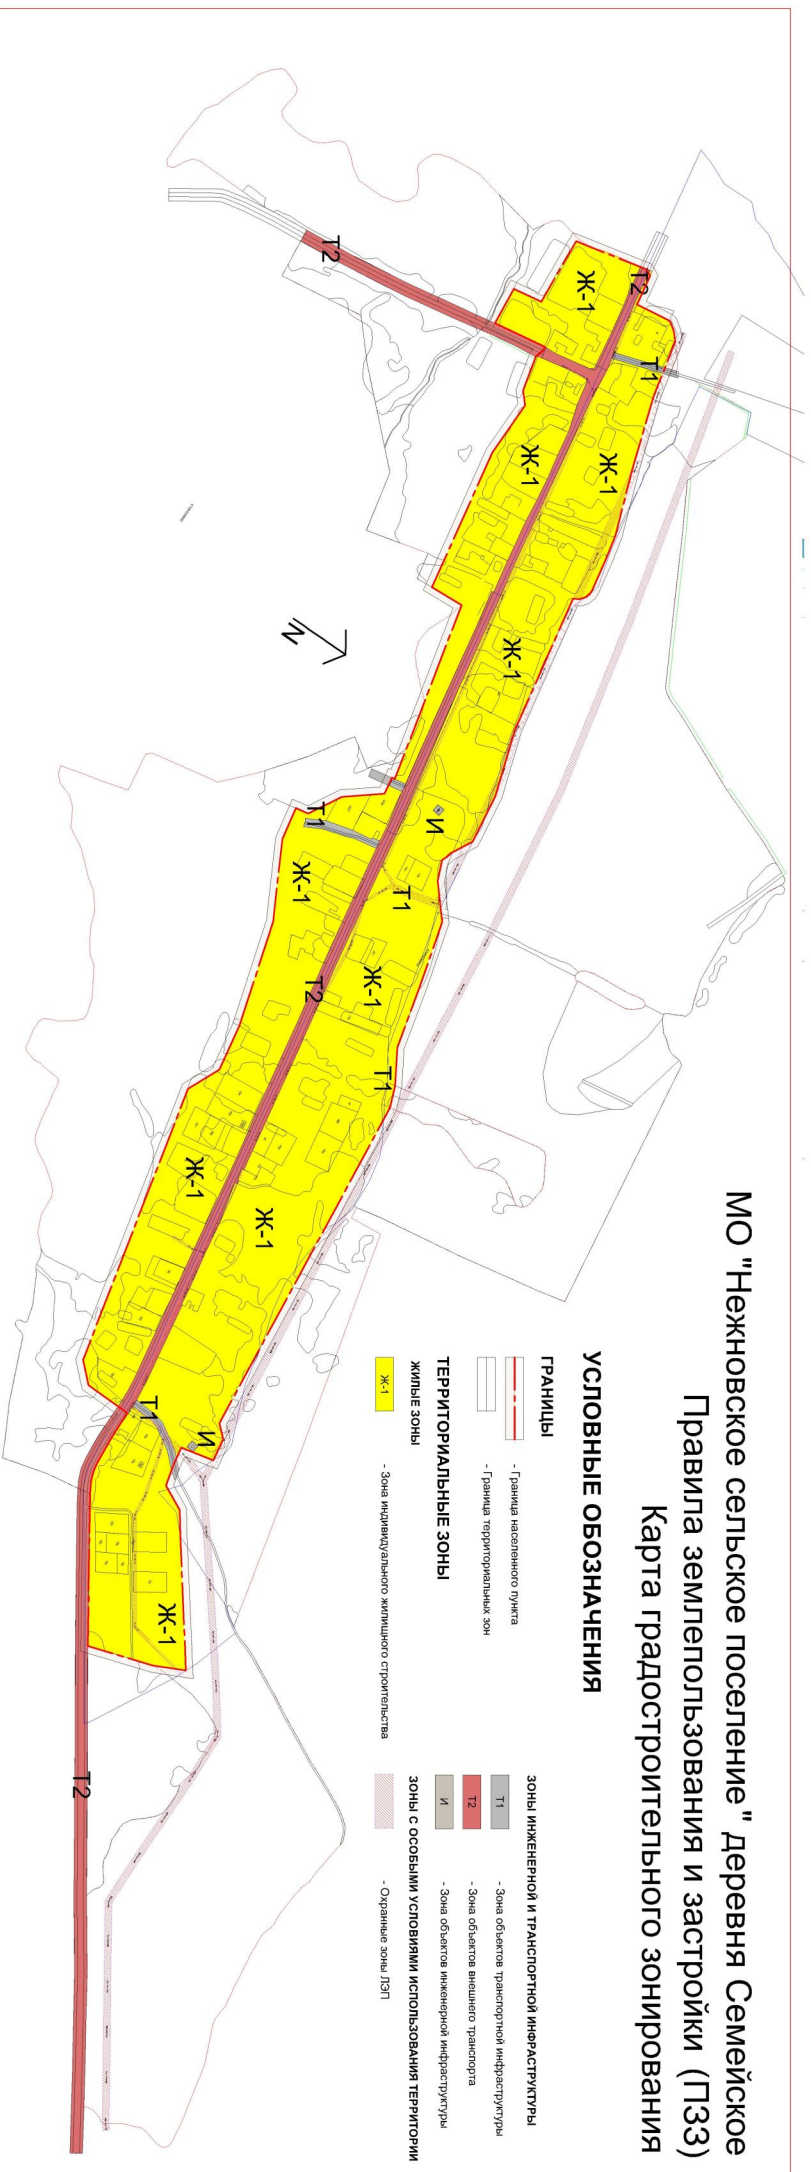 МО "Нежновское сельское поселение" деревня Семейское
Правила землепользования и застройки (ПЗЗ)
Карта градостроительного зонирования
УСЛОВНЫЕ ОБОЗНАЧЕНИЯ
ГРАНИЦЫ
- Граница населенного пункта
- Граница территориальных зон
ТЕРРИТОРИАЛЬНЫЕ ЗОНЫ
ЖИЛЫЕ ЗОНЫ
Ж-1
- Зона индивидуального жилищного строительства
ЗОНЫ ИНЖЕНЕРНОЙ И ТРАНСПОРТНОЙ ИНФРАСТРУКТУРЫ
Т1
- Зона объектов транспортной инфраструктуры
Т2
- Зона объектов внешнего транспорта
И
- Зона объектов инженерной инфраструктуры
ЗОНЫ С ОСОБЫМИ УСЛОВИЯМИ ИСПОЛЬЗОВАНИЯ ТЕРРИТОРИИ
- Охранные зоны ЛЭП
Т2
Т2
Ж-1
Т1
Ж-1
Ж-1
Ж-1
N
И
Т1
Ж-1
Т1
Ж-1
Т2
Т1
Ж-1
Ж-1
Т1
И
Ж-1
Т2